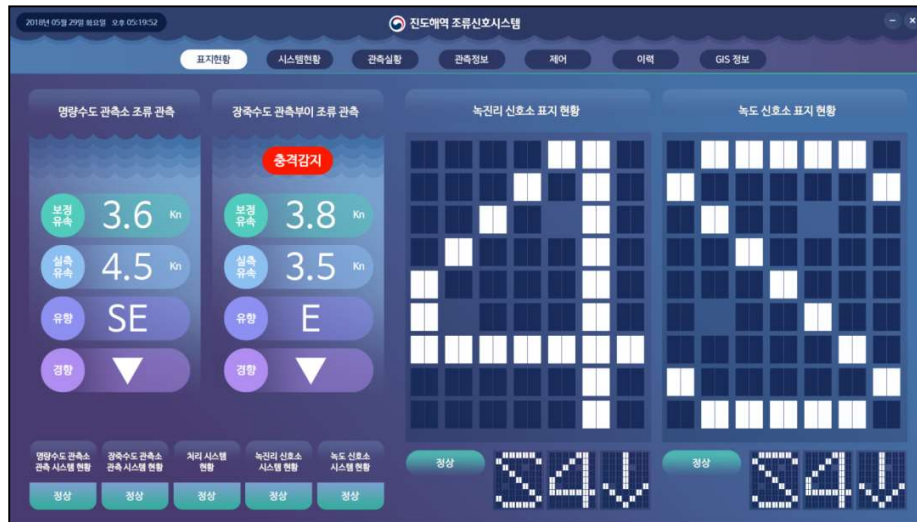 2018년 05월 29일 화요일 오후 05:19:52
진도해역 조류신호시스템
표지현황 시스템현황 관측실황 관측정보 제어 이력 GIS 정보
명량수도 관측소 조류 관측
보정
유속
3.6 Kn
실측
유속
4.5 Kn
유향 SE
경향 ▼
장죽수도 관측부이 조류 관측
충격감지
보정
유속
3.8 Kn
실측
유속
3.5 Kn
유향 E
경향 ▼
녹진리 신호소 표지 현황
4
정상 S 4 ↓
녹도 신호소 표지 현황
S
정상 S 4 ↓
명량수도 관측소
관측 시스템 현황
정상
장죽수도 관측소
관측 시스템 현황
정상
처리 시스템
현황
정상
녹진리 신호소
시스템 현황
정상
녹도 신호소
시스템 현황
정상